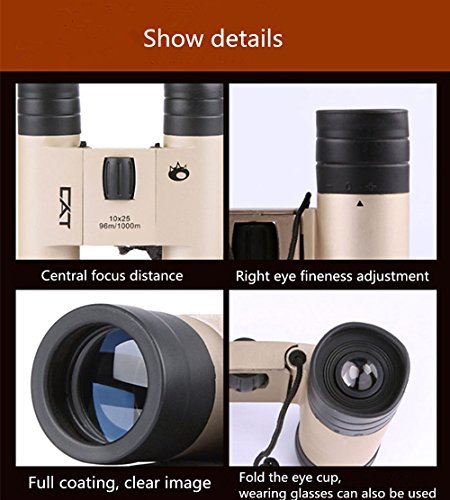 Show details
CAT
10x25
96m/1000m
Central focus distance
Right eye fineness adjustment
Full coating, clear image
Fold the eye cup,
wearing glasses can also be used